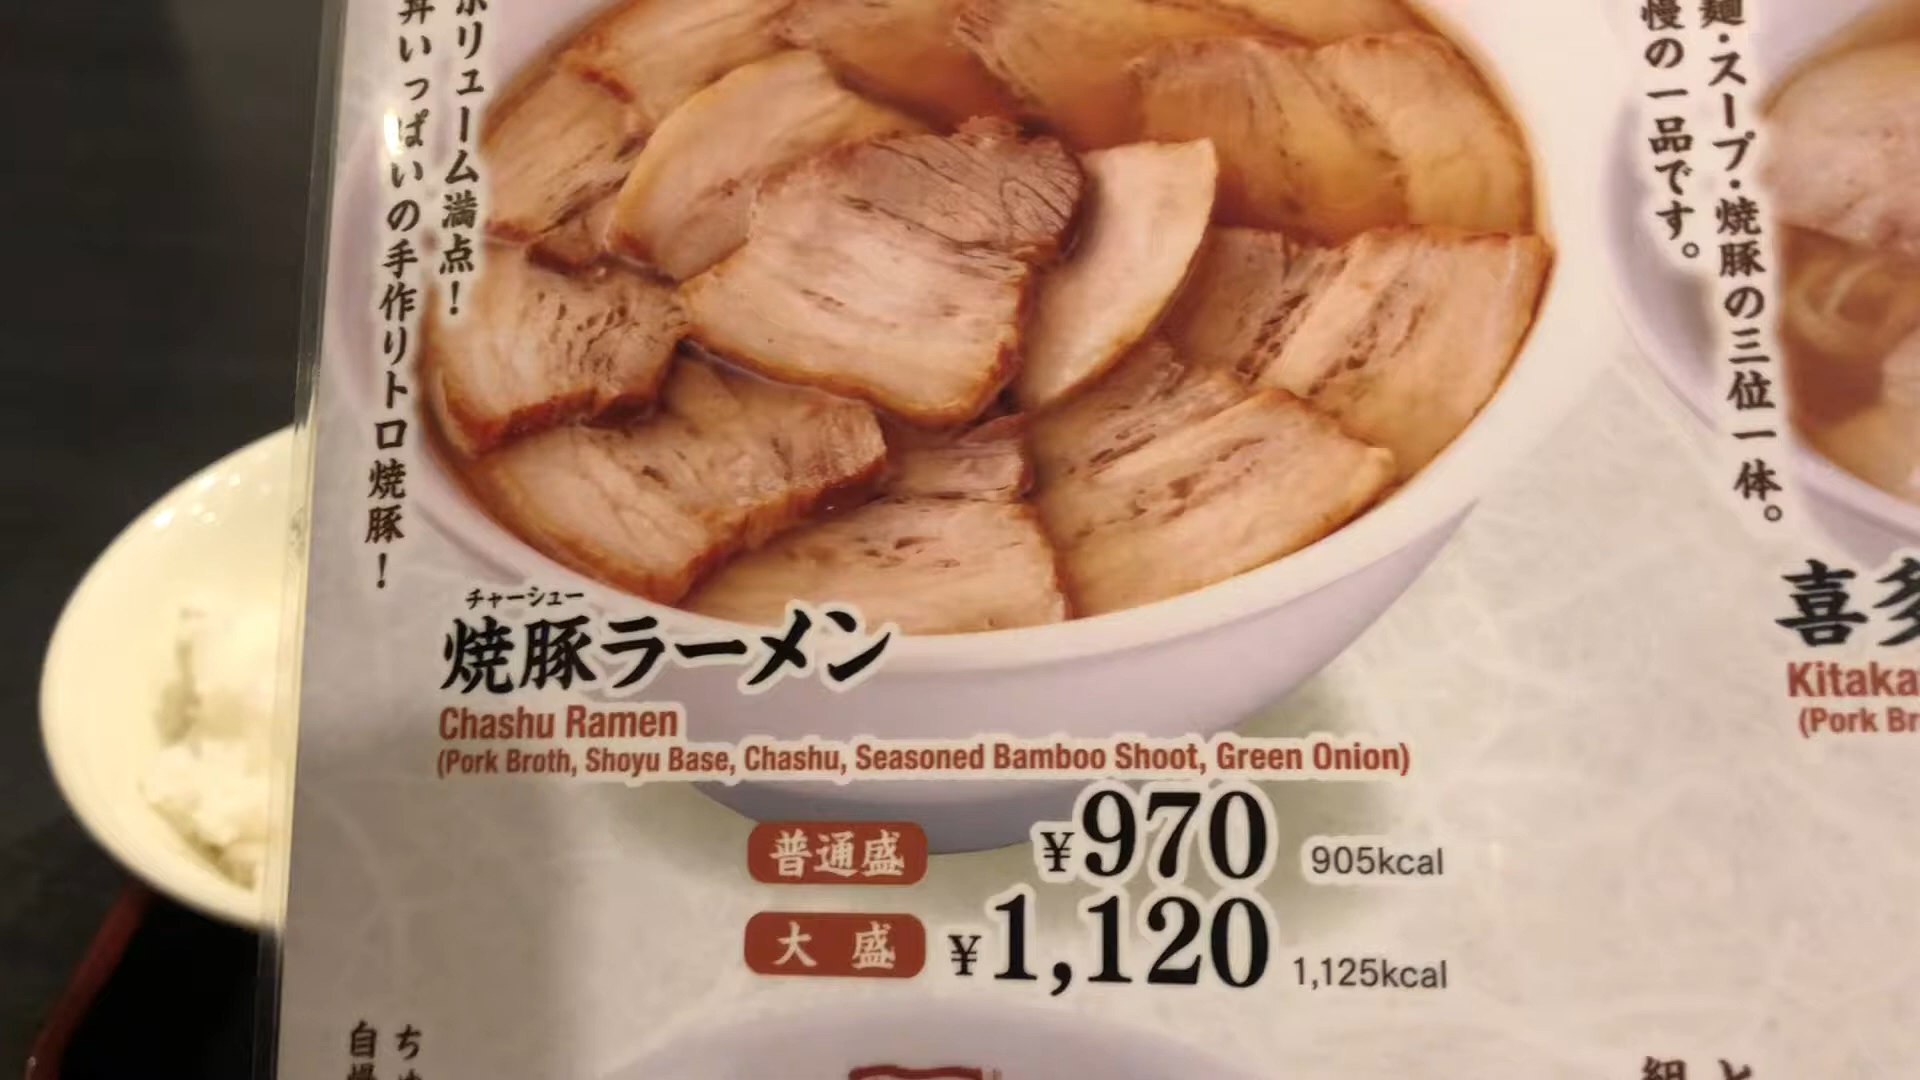 ボリューム満点！
丼いっぱいの手作りトロ焼豚！
麺・スープ・焼豚の三位一体。
慢の一品です。
チャーシュー
焼豚ラーメン
Chashu Ramen
(Pork Broth, Shoyu Base, Chashu, Seasoned Bamboo Shoot, Green Onion)
普通盛 ¥970 905kcal
大盛 ¥1,120 1,125kcal
喜多
Kitaka
(Pork Br
ち
自慢
と